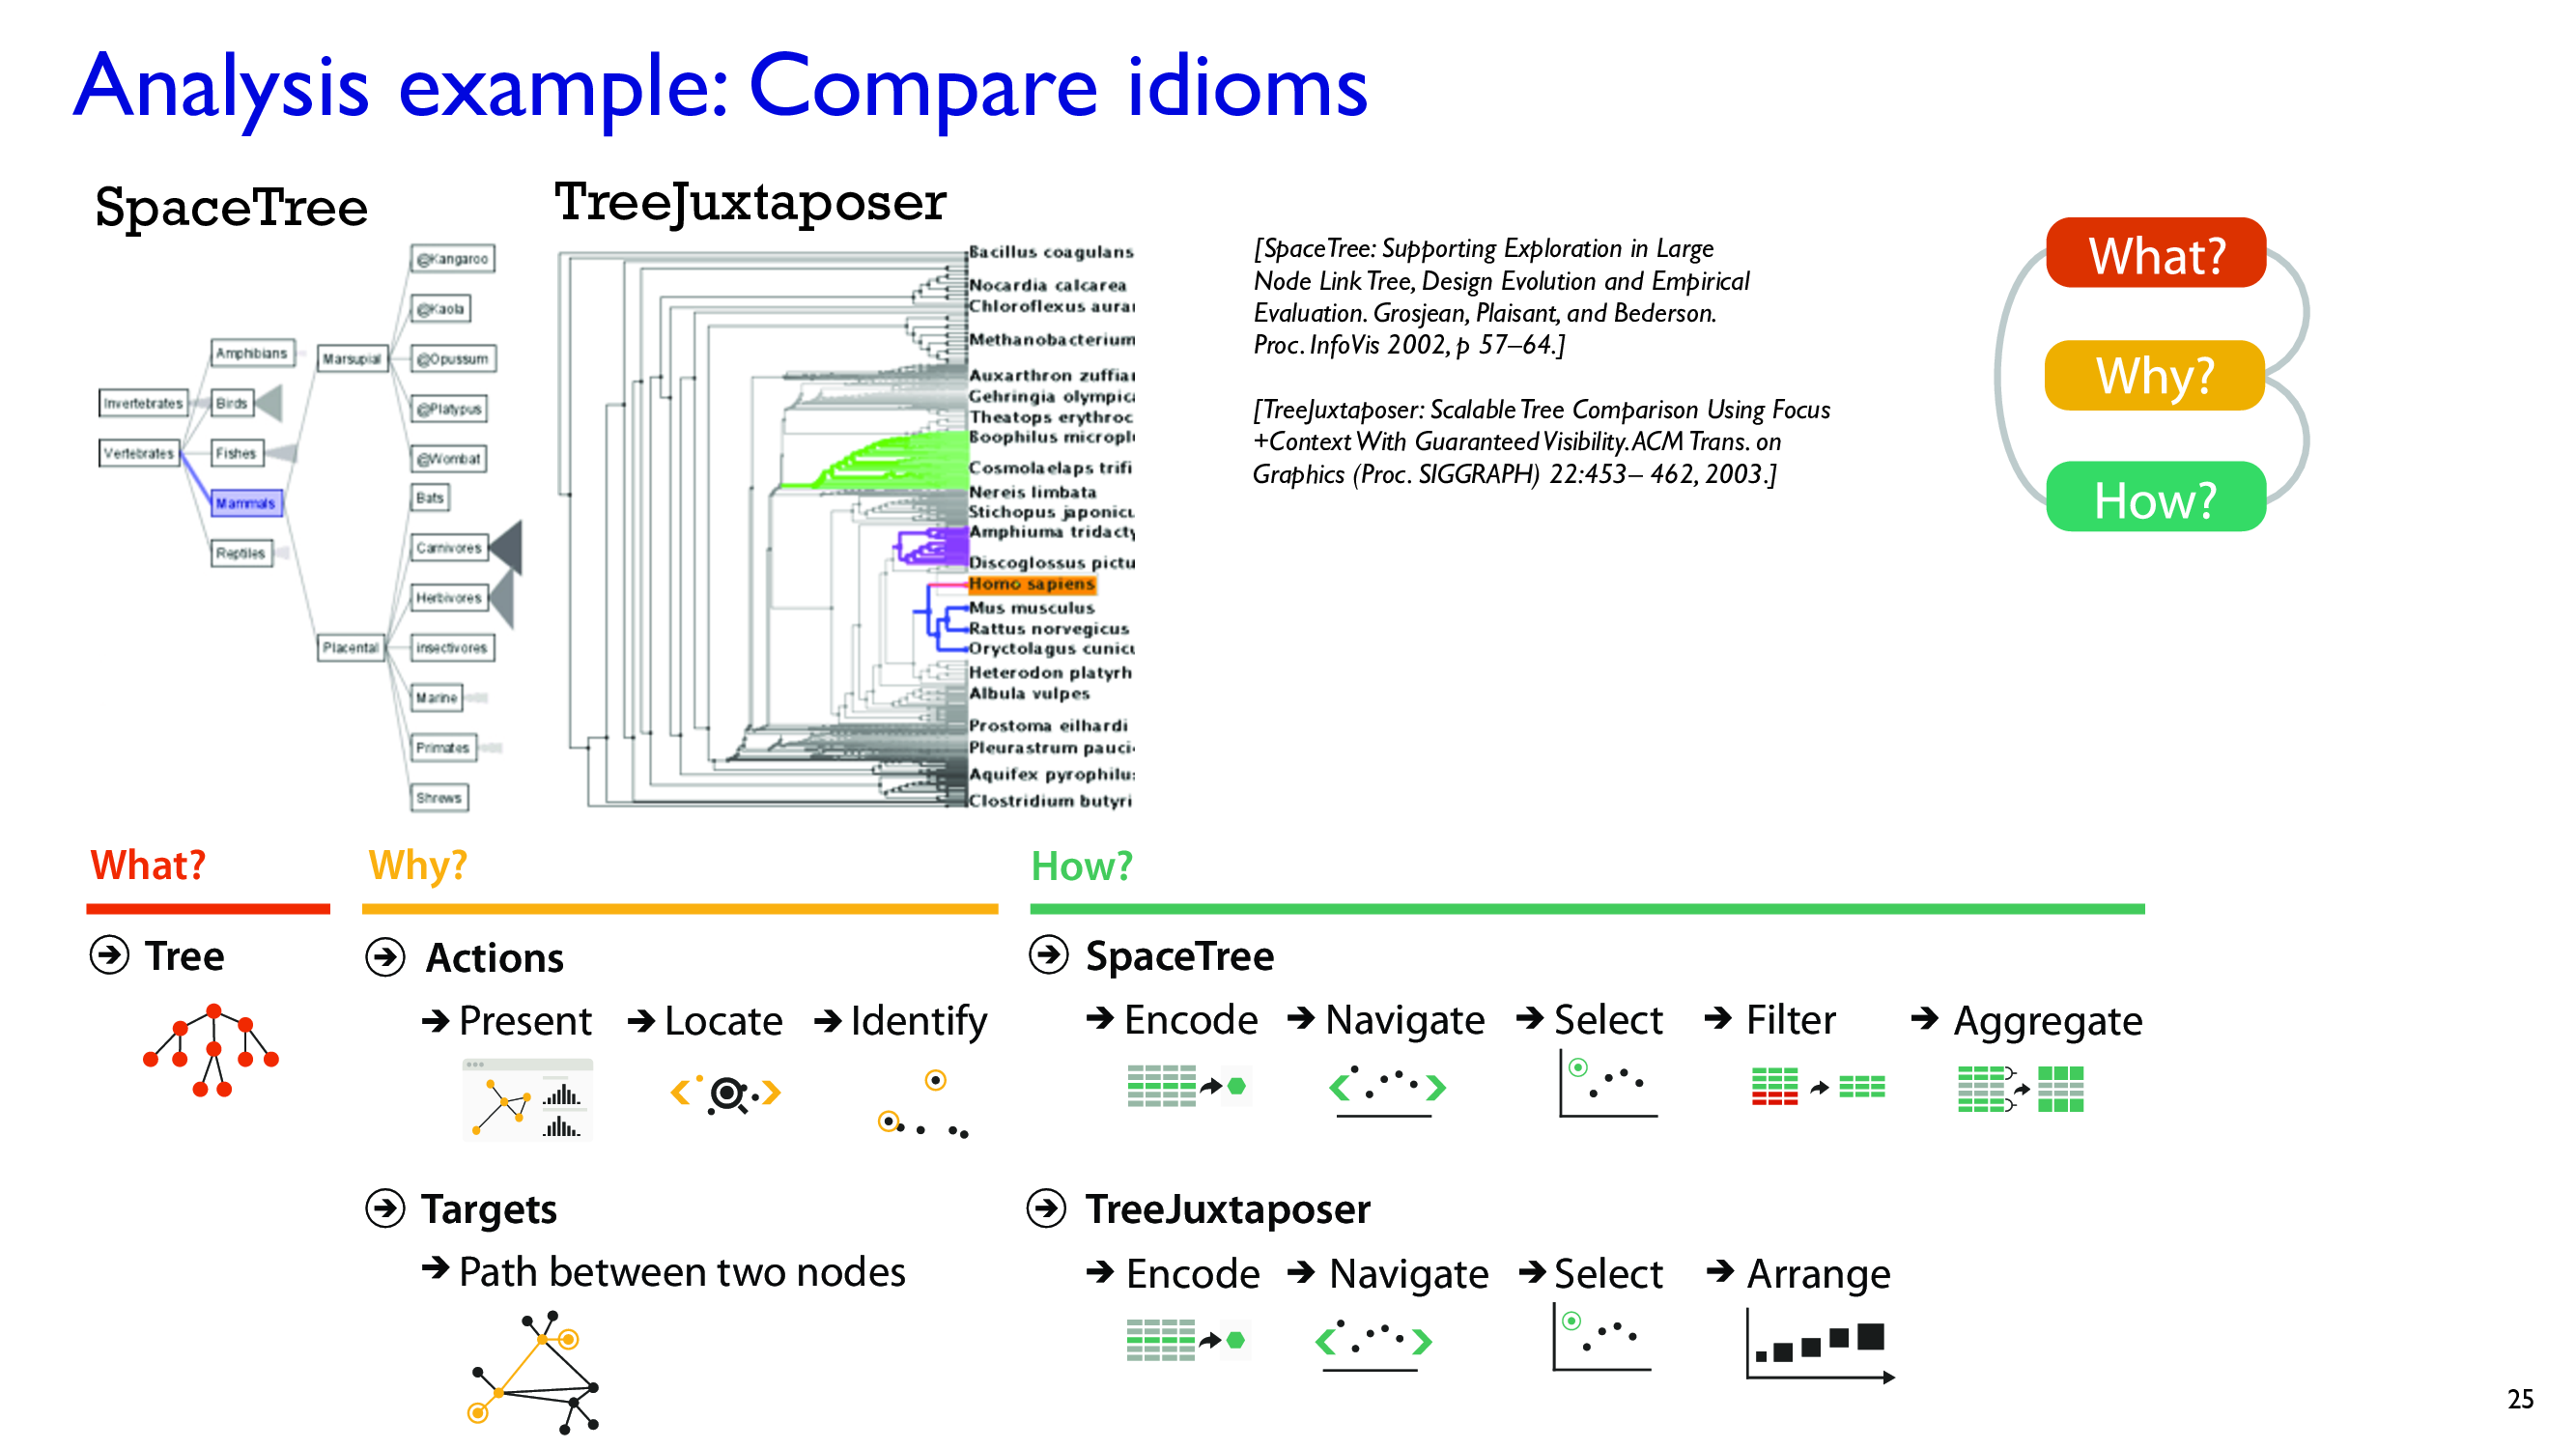 Analysis example: Compare idioms
SpaceTree
TreeJuxtaposer
@Kangaroo
@Kaola
Amphibians
Marsupial
@Opussum
Invertebrates
Birds
@Platypus
Vertebrates
Fishes
@Wombat
Mammals
Bats
Reptiles
Carnivores
Herbivores
Placental
insectivores
Marine
Primates
Shrews
Bacillus coagulans
Nocardia calcarea
Chloroflexus aura
Methanobacterium
Auxarthron zuffia
Gehringia olympica
Theatops erythroc
Boophilus micropl
Cosmolaelaps trifi
Nereis limbata
Stichopus japonicu
Amphiuma tridacty
Discoglossus pictu
Homo sapiens
Mus musculus
Rattus norvegicus
Oryctolagus cunicu
Heterodon platyrh
Albula vulpes
Prostoma eilhardi
Pleurastrum pauci
Aquifex pyrophilu
Clostridium butyri
[SpaceTree: Supporting Exploration in Large
Node Link Tree, Design Evolution and Empirical
Evaluation. Grosjean, Plaisant, and Bederson.
Proc. InfoVis 2002, p 57–64.]
[TreeJuxtaposer: Scalable Tree Comparison Using Focus
+Context With Guaranteed Visibility. ACM Trans. on
Graphics (Proc. SIGGRAPH) 22:453– 462, 2003.]
What?
Why?
How?
What?
Why?
How?
Tree
Actions
Present
Locate
Identify
Targets
Path between two nodes
SpaceTree
Encode
Navigate
Select
Filter
Aggregate
TreeJuxtaposer
Encode
Navigate
Select
Arrange
25